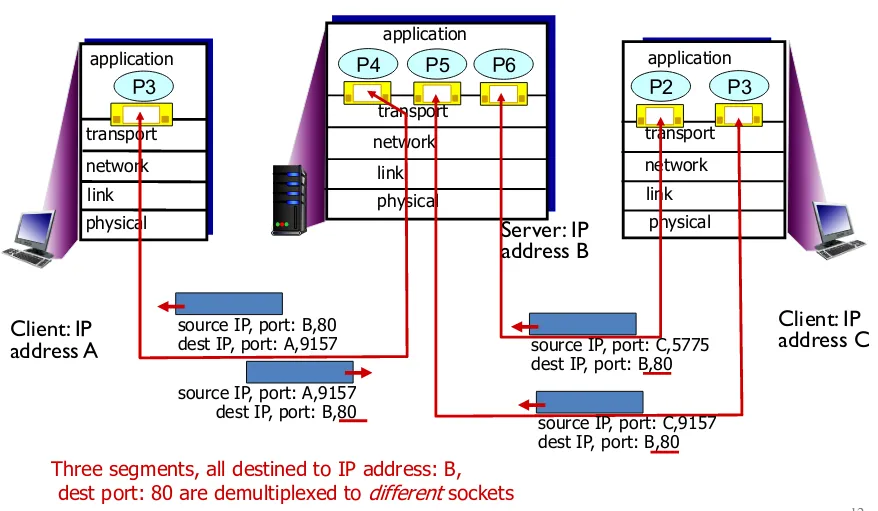 application
P3
transport
network
link
physical
Client: IP
address A
application
P4 P5 P6
transport
network
link
physical
Server: IP
address B
application
P2 P3
transport
network
link
physical
Client: IP
address C
source IP, port: B,80
dest IP, port: A,9157
source IP, port: A,9157
dest IP, port: B,80
source IP, port: C,5775
dest IP, port: B,80
source IP, port: C,9157
dest IP, port: B,80
Three segments, all destined to IP address: B,
dest port: 80 are demultiplexed to different sockets